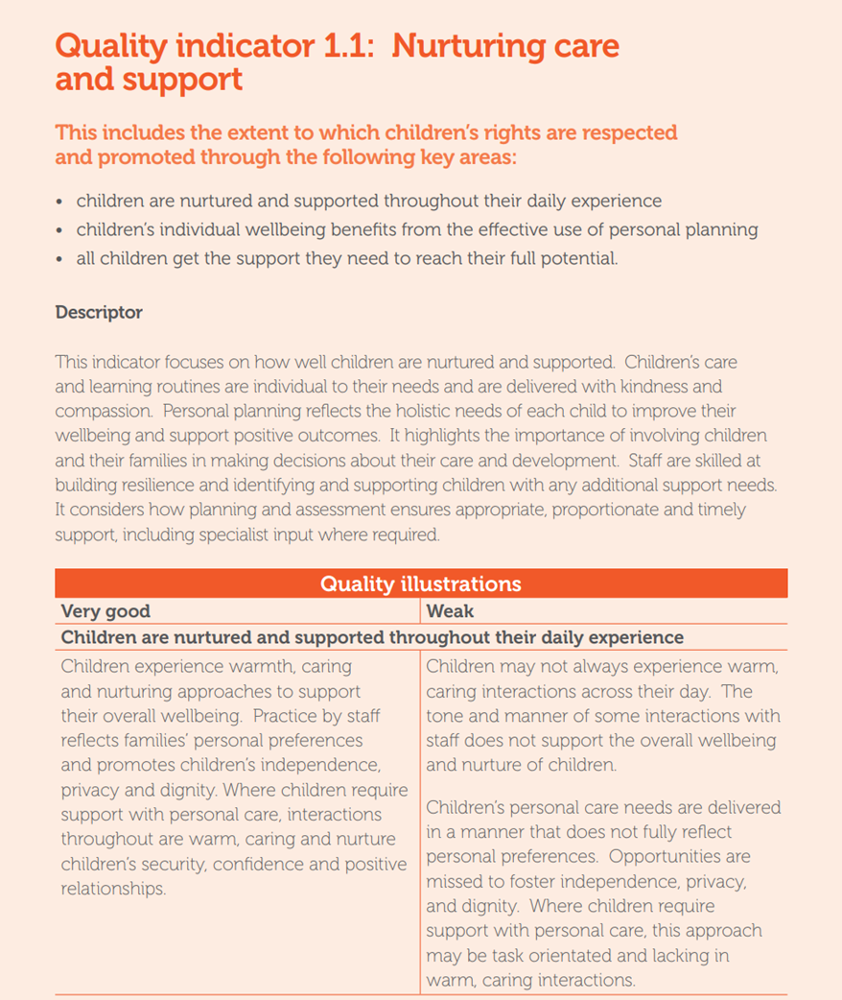 Quality indicator 1.1:  Nurturing care
and support
This includes the extent to which children’s rights are respected
and promoted through the following key areas:
• children are nurtured and supported throughout their daily experience
• children’s individual wellbeing benefits from the effective use of personal planning
• all children get the support they need to reach their full potential.
Descriptor
This indicator focuses on how well children are nurtured and supported.  Children’s care
and learning routines are individual to their needs and are delivered with kindness and
compassion.  Personal planning reflects the holistic needs of each child to improve their
wellbeing and support positive outcomes.  It highlights the importance of involving children
and their families in making decisions about their care and development.  Staff are skilled at
building resilience and identifying and supporting children with any additional support needs.
It considers how planning and assessment ensures appropriate, proportionate and timely
support, including specialist input where required.
Quality illustrations
Very good
Weak
Children are nurtured and supported throughout their daily experience
Children experience warmth, caring
and nurturing approaches to support
their overall wellbeing.  Practice by staff
reflects families’ personal preferences
and promotes children’s independence,
privacy and dignity. Where children require
support with personal care, interactions
throughout are warm, caring and nurture
children’s security, confidence and positive
relationships.
Children may not always experience warm,
caring interactions across their day.  The
tone and manner of some interactions with
staff does not support the overall wellbeing
and nurture of children.
Children’s personal care needs are delivered
in a manner that does not fully reflect
personal preferences.  Opportunities are
missed to foster independence, privacy,
and dignity.  Where children require
support with personal care, this approach
may be task orientated and lacking in
warm, caring interactions.